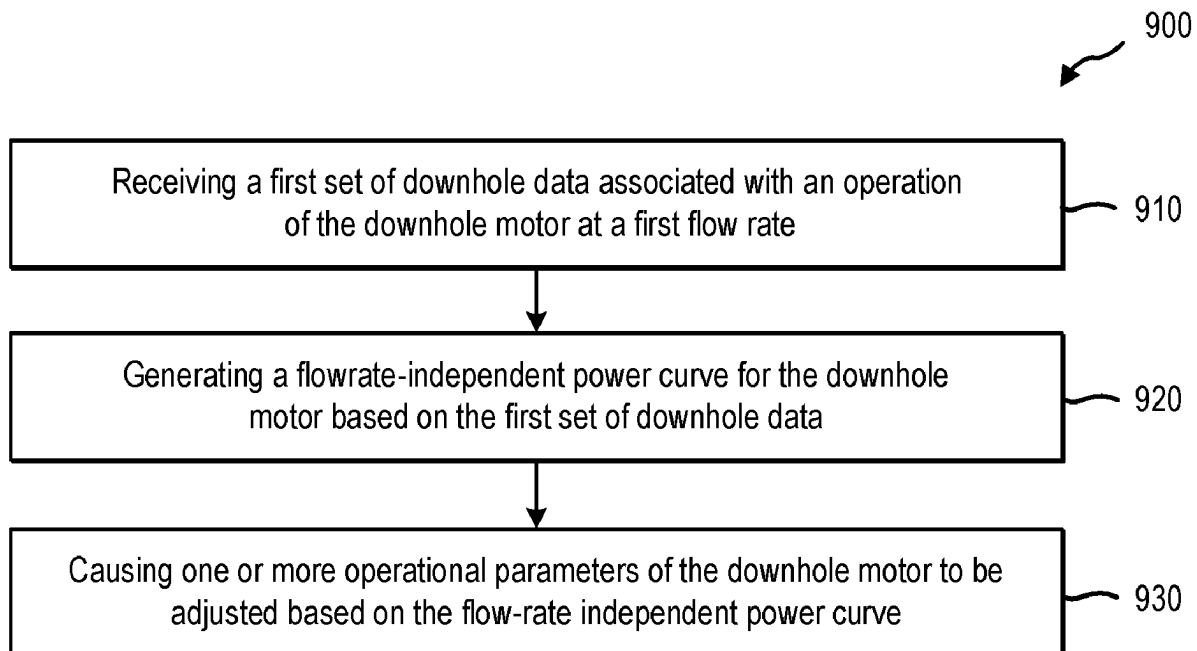 900
Receiving a first set of downhole data associated with an operation
of the downhole motor at a first flow rate
910
Generating a flowrate-independent power curve for the downhole
motor based on the first set of downhole data
920
Causing one or more operational parameters of the downhole motor to be
adjusted based on the flow-rate independent power curve
930